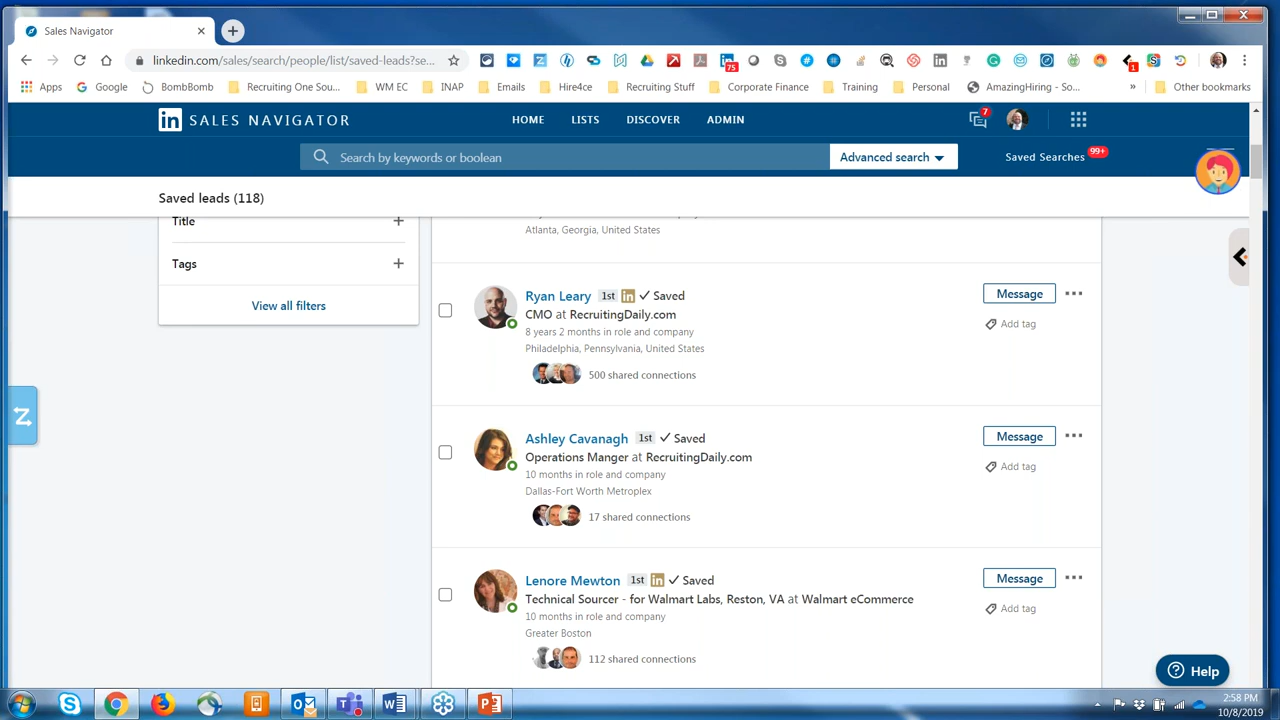 Sales Navigator
linkedin.com/sales/search/people/list/saved-leads?se...
75
1
Apps
Google
BombBomb
Recruiting One Sou...
WM EC
INAP
Emails
Hire4ce
Recruiting Stuff
Corporate Finance
Training
Personal
AmazingHiring - So...
»
Other bookmarks
in SALES NAVIGATOR
HOME
LISTS
DISCOVER
ADMIN
7
Search by keywords or boolean
Advanced search
Saved Searches
99+
Saved leads (118)
Title
Tags
View all filters
Atlanta, Georgia, United States
Ryan Leary 1st in ✓ Saved
CMO at RecruitingDaily.com
8 years 2 months in role and company
Philadelphia, Pennsylvania, United States
500 shared connections
Message
Add tag
Ashley Cavanagh 1st ✓ Saved
Operations Manger at RecruitingDaily.com
10 months in role and company
Dallas-Fort Worth Metroplex
17 shared connections
Message
Add tag
Lenore Mewton 1st in ✓ Saved
Technical Sourcer - for Walmart Labs, Reston, VA at Walmart eCommerce
10 months in role and company
Greater Boston
112 shared connections
Message
Add tag
Help
2:58 PM
10/8/2019